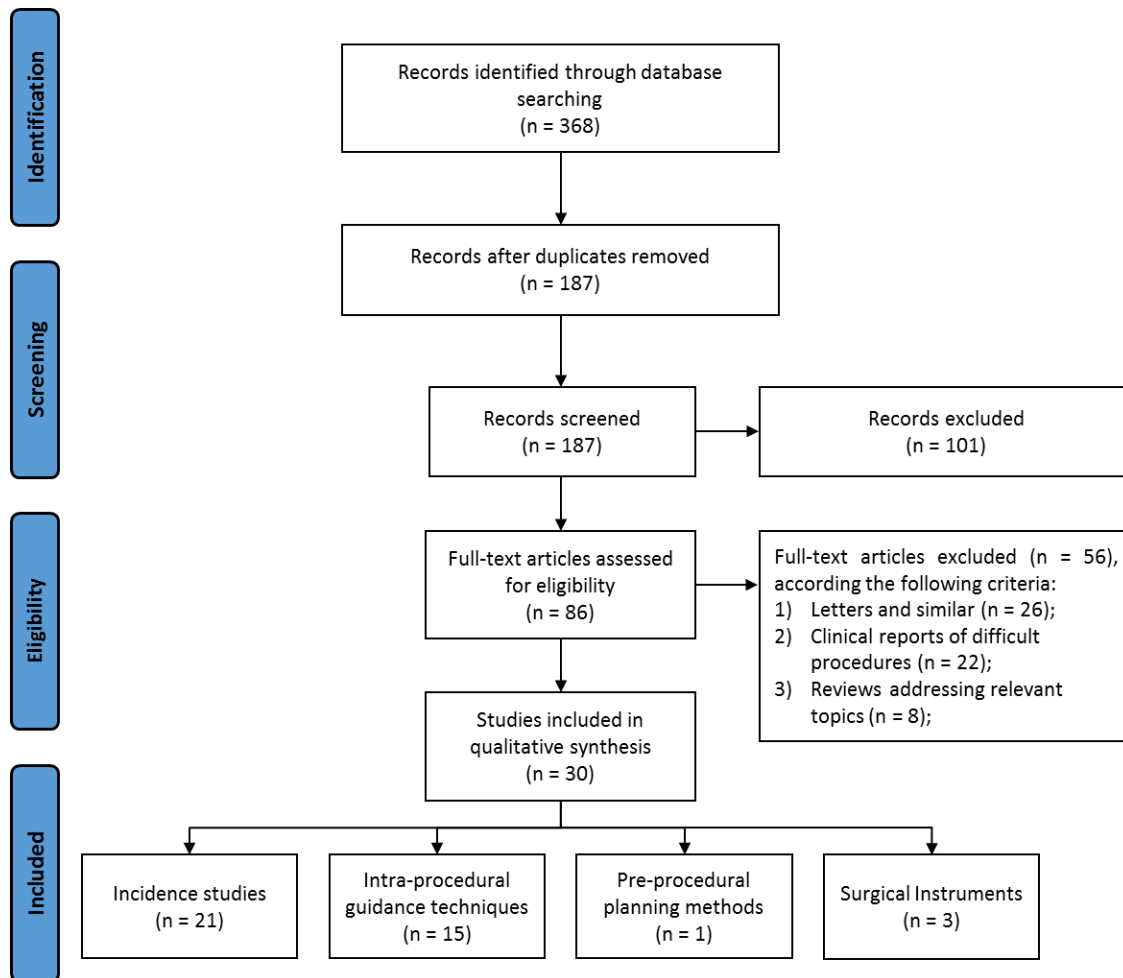 Identification
Records identified through database
searching
(n = 368)
Records after duplicates removed
(n = 187)
Screening
Records screened
(n = 187)
Records excluded
(n = 101)
Eligibility
Full-text articles assessed
for eligibility
(n = 86)
Full-text articles excluded (n = 56),
according the following criteria:
1) Letters and similar (n = 26);
2) Clinical reports of difficult
procedures (n = 22);
3) Reviews addressing relevant
topics (n = 8);
Studies included in
qualitative synthesis
(n = 30)
Included
Incidence studies
(n = 21)
Intra-procedural
guidance techniques
(n = 15)
Pre-procedural
planning methods
(n = 1)
Surgical Instruments
(n = 3)